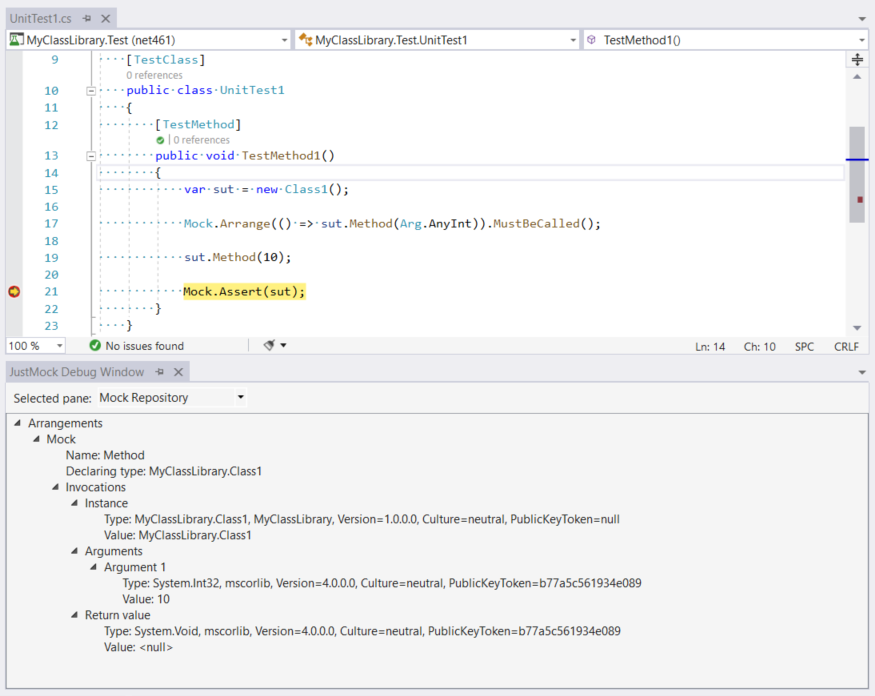 UnitTest1.cs
MyClassLibrary.Test (net461) MyClassLibrary.Test.UnitTest1 TestMethod1()
9 [TestClass]
0 references
10 public class UnitTest1
11 {
12 [TestMethod]
| 0 references
13 public void TestMethod1()
14 {
15 var sut = new Class1();
16
17 Mock.Arrange(() => sut.Method(Arg.AnyInt)).MustBeCalled();
18
19 sut.Method(10);
20
21 Mock.Assert(sut);
22 }
23 }
100 % No issues found Ln: 14 Ch: 10 SPC CRLF
JustMock Debug Window
Selected pane: Mock Repository
Arrangements
Mock
Name: Method
Declaring type: MyClassLibrary.Class1
Invocations
Instance
Type: MyClassLibrary.Class1, MyClassLibrary, Version=1.0.0.0, Culture=neutral, PublicKeyToken=null
Value: MyClassLibrary.Class1
Arguments
Argument 1
Type: System.Int32, mscorlib, Version=4.0.0.0, Culture=neutral, PublicKeyToken=b77a5c561934e089
Value: 10
Return value
Type: System.Void, mscorlib, Version=4.0.0.0, Culture=neutral, PublicKeyToken=b77a5c561934e089
Value: <null>